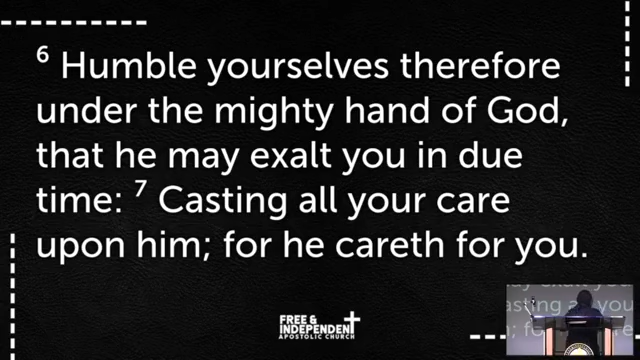 6 Humble yourselves therefore
under the mighty hand of God,
that he may exalt you in due
time: 7 Casting all your care
upon him; for he careth for you.
FREE &
INDEPENDENT
APOSTOLIC CHURCH